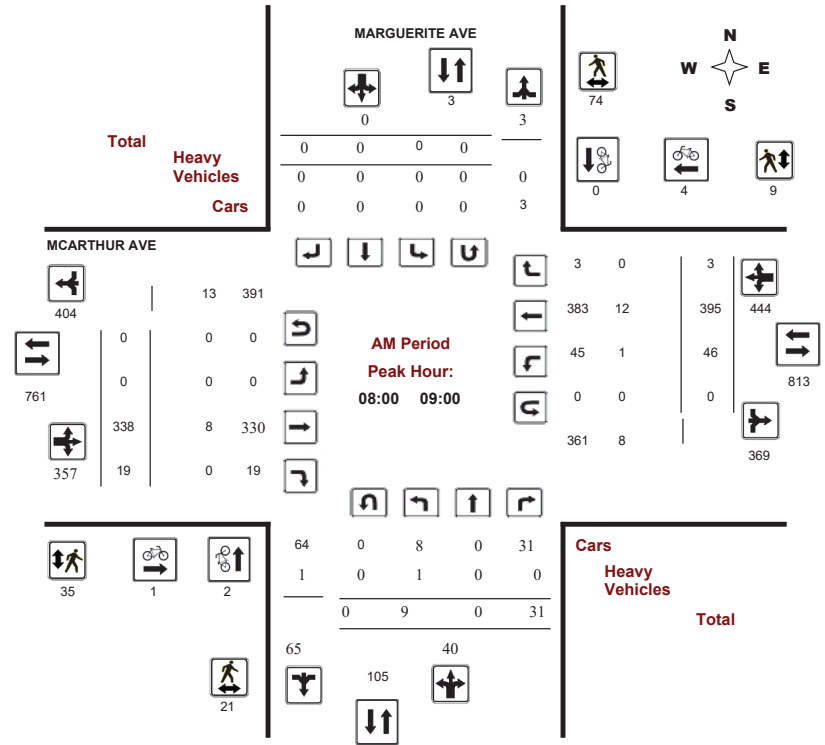 MARGUERITE AVE
N
W E
S
3
74
0 3
Total 0 0 0 0
Heavy
Vehicles 0 0 0 0 0
0 4 9
Cars 0 0 0 0 3
MCARTHUR AVE
3 0 3
404 13 391
383 12 395 444
0 0 0
AM Period
45 1 46
Peak Hour:
813
761 0 0 0
08:00 09:00
0 0 0
338 8 330
361 8
369
357 19 0 19
64 0 8 0 31
Cars
1 0 1 0 0
Heavy
Vehicles
35 1 2
0 9 0 31
Total
65 40
105
21